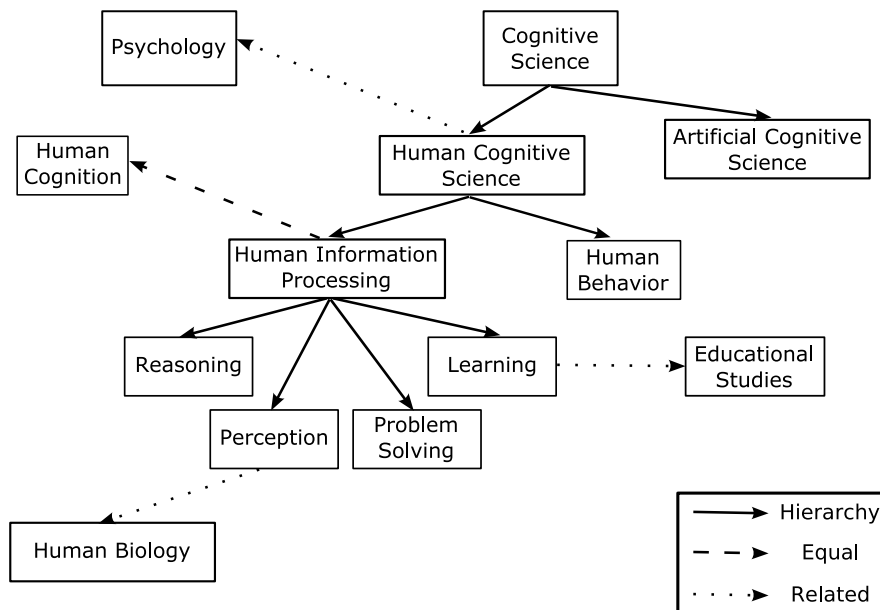 Psychology
Cognitive
Science
Human
Cognition
Human Cognitive
Science
Artificial Cognitive
Science
Human Information
Processing
Human
Behavior
Reasoning
Learning
Educational
Studies
Perception
Problem
Solving
Human Biology
Hierarchy
Equal
Related